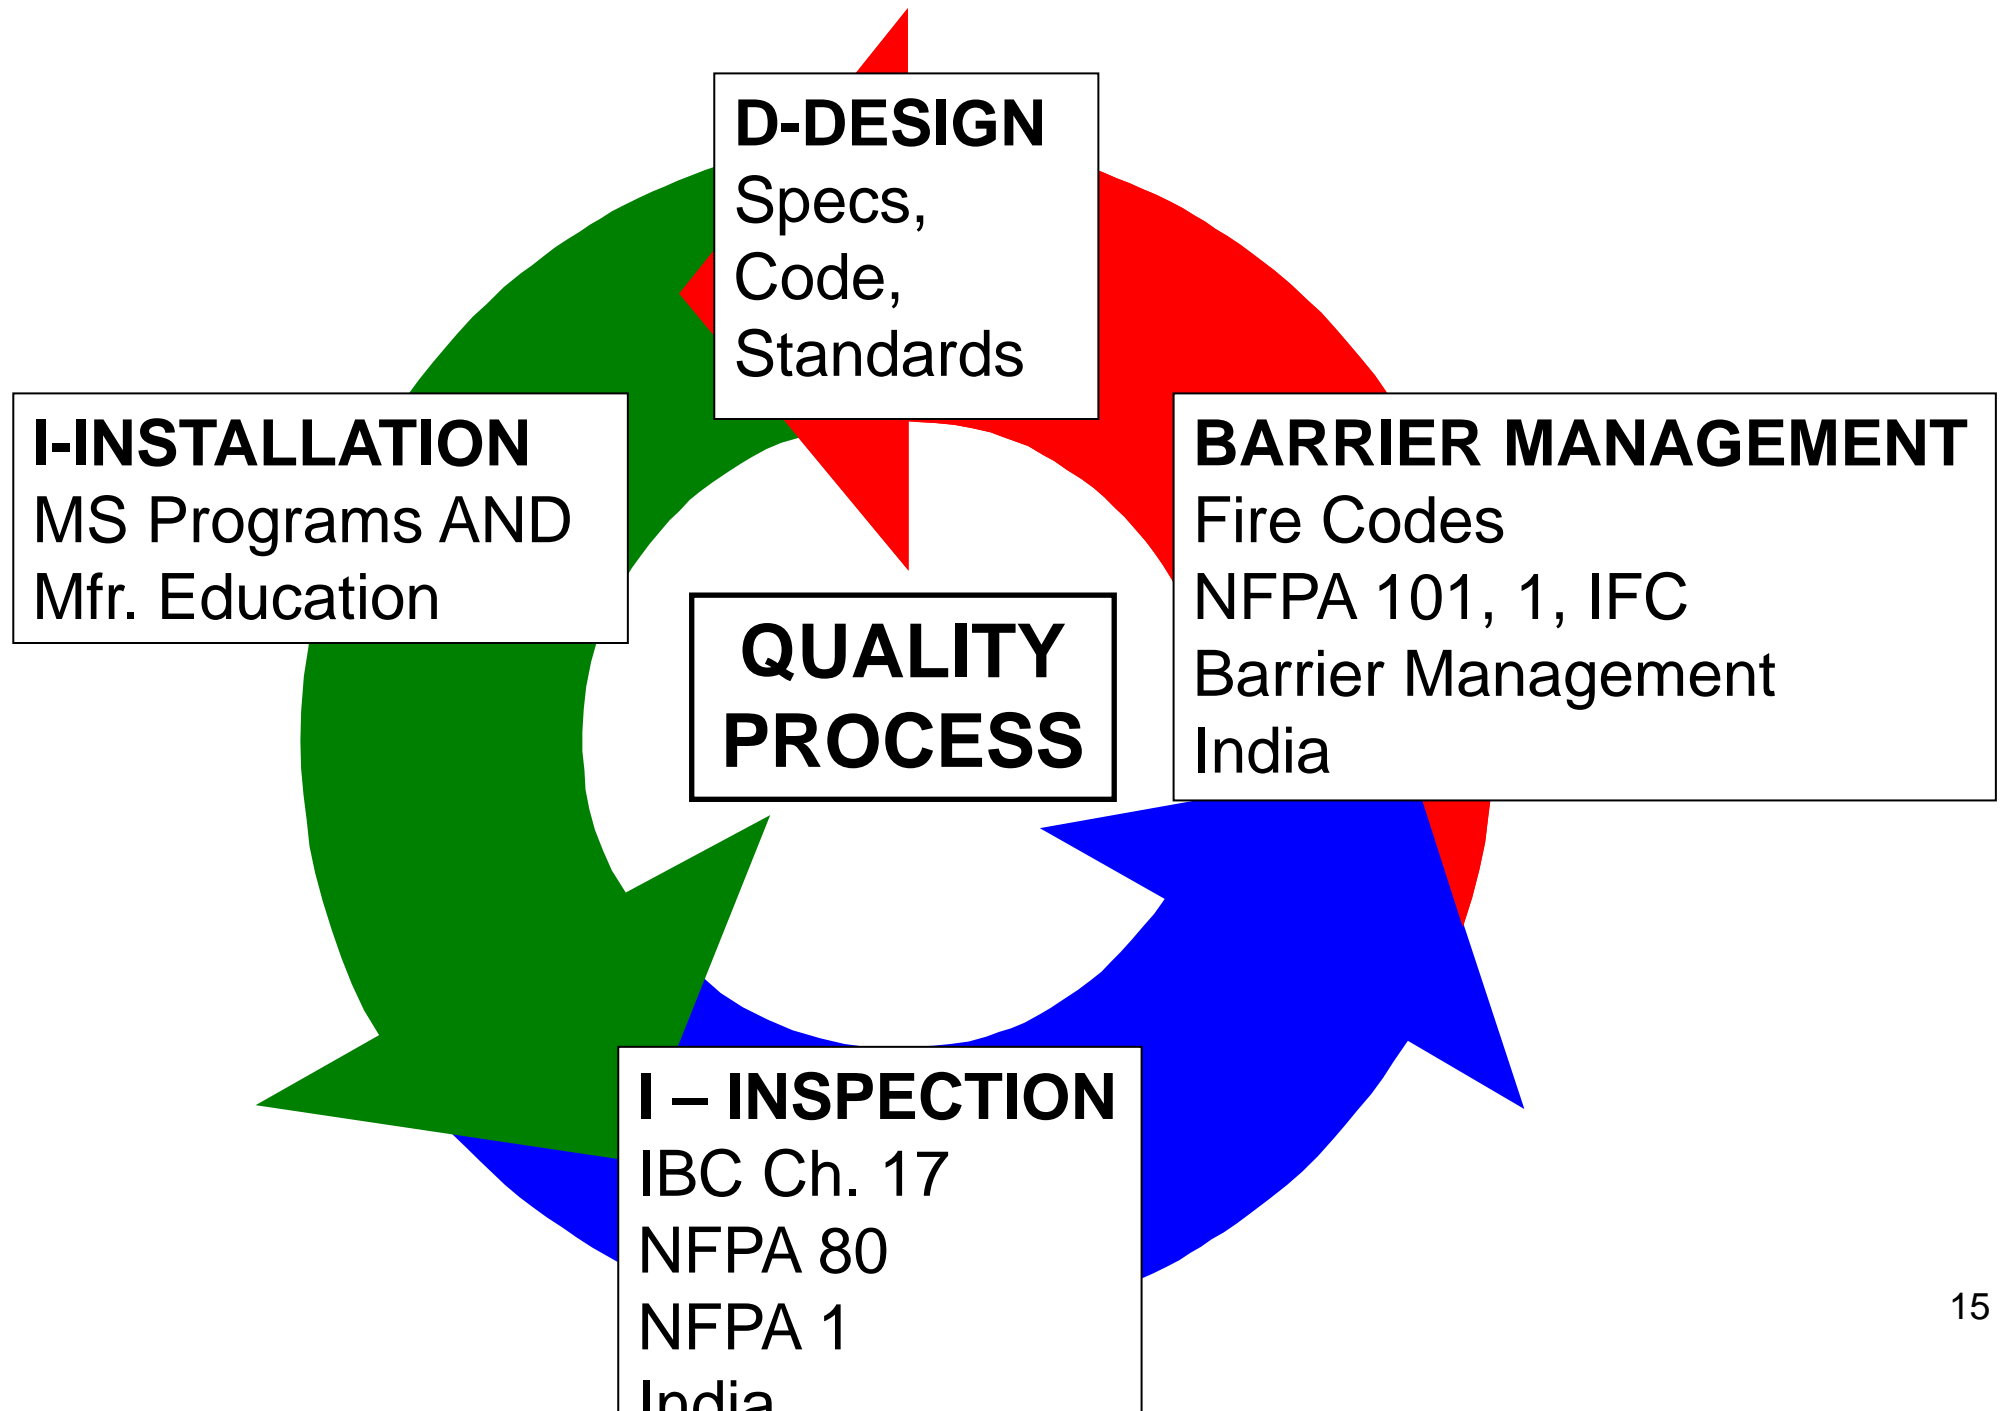 D-DESIGN
Specs,
Code,
Standards
I-INSTALLATION
MS Programs AND
Mfr. Education
BARRIER MANAGEMENT
Fire Codes
NFPA 101, 1, IFC
Barrier Management
India
QUALITY
PROCESS
I – INSPECTION
IBC Ch. 17
NFPA 80
NFPA 1
India
15